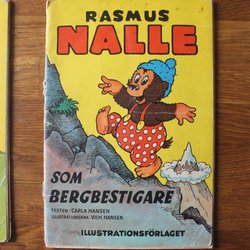 RASMUS
NALLE
SOM
BERGBESTIGARE
TEXTEN: CARLA HANSEN
ILLUSTRATIONERNA: VILH. HANSEN
ILLUSTRATIONSFÖRLAGET